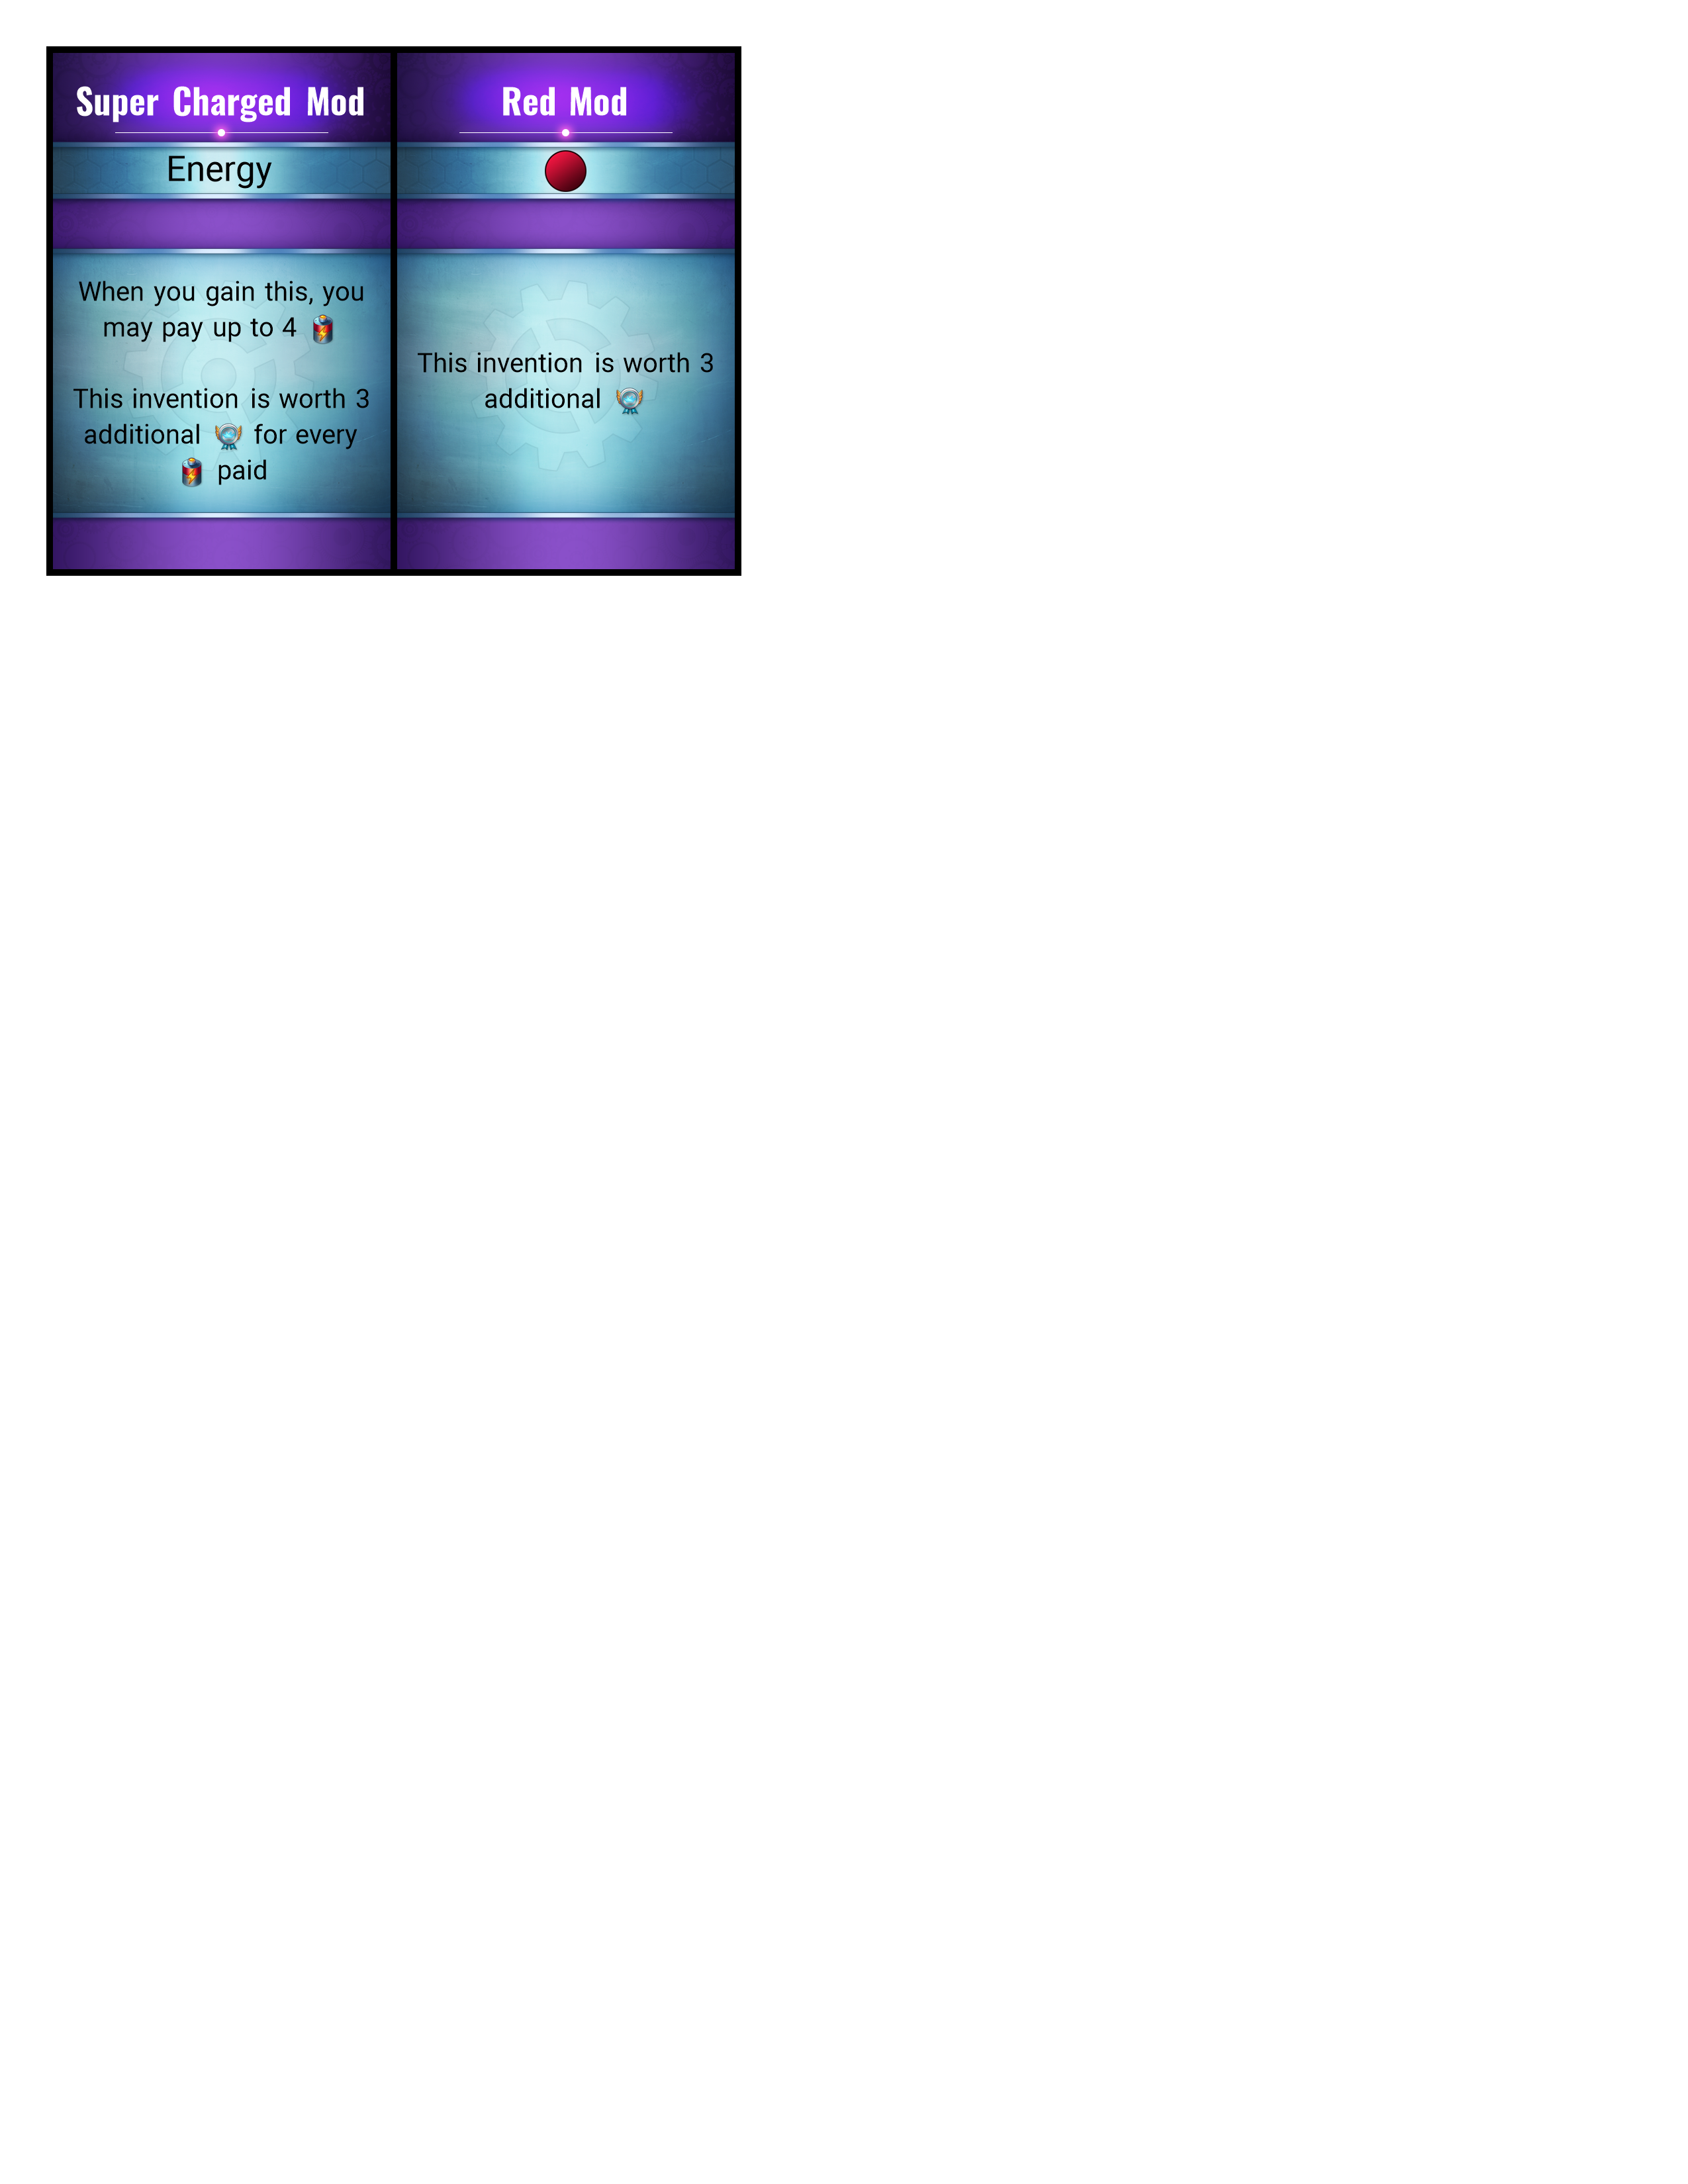 Super Charged Mod
Energy
When you gain this, you
may pay up to 4
This invention is worth 3
additional for every
paid
Red Mod
This invention is worth 3
additional